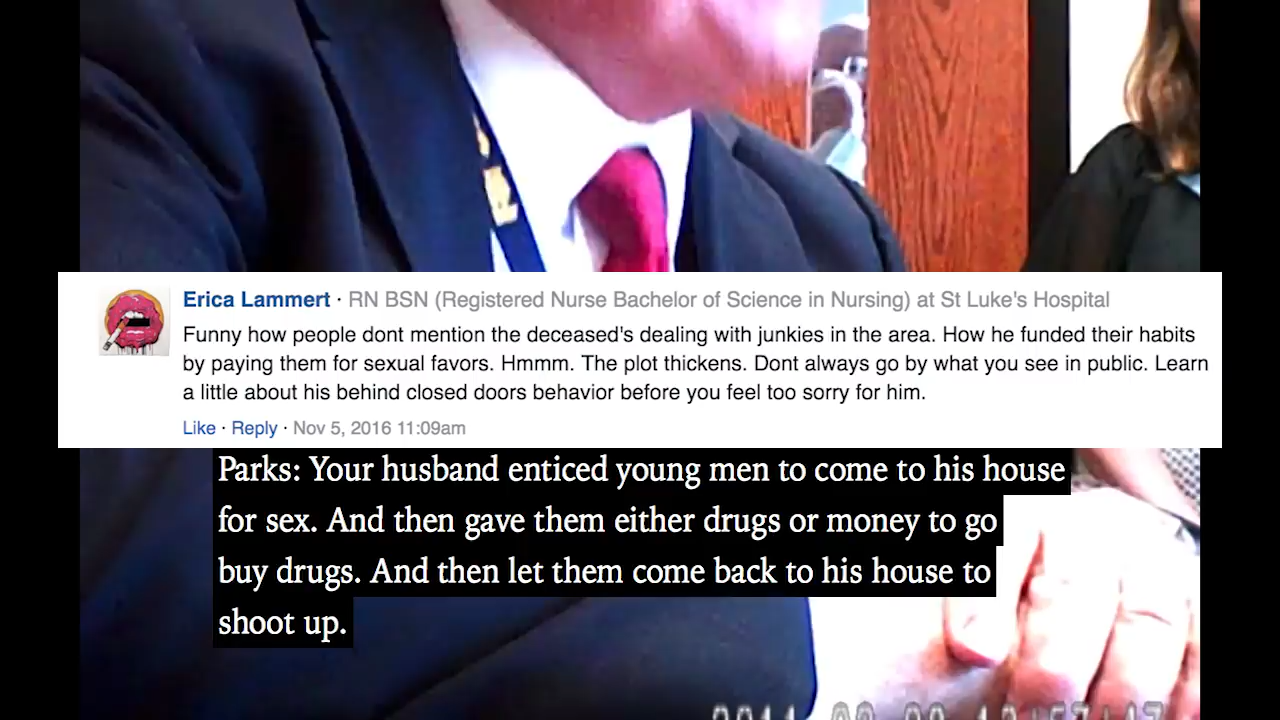 Erica Lammert · RN BSN (Registered Nurse Bachelor of Science in Nursing) at St Luke's Hospital
Funny how people dont mention the deceased's dealing with junkies in the area. How he funded their habits
by paying them for sexual favors. Hmmm. The plot thickens. Dont always go by what you see in public. Learn
a little about his behind closed doors behavior before you feel too sorry for him.
Like · Reply · Nov 5, 2016 11:09am
Parks: Your husband enticed young men to come to his house
for sex. And then gave them either drugs or money to go
buy drugs. And then let them come back to his house to
shoot up.